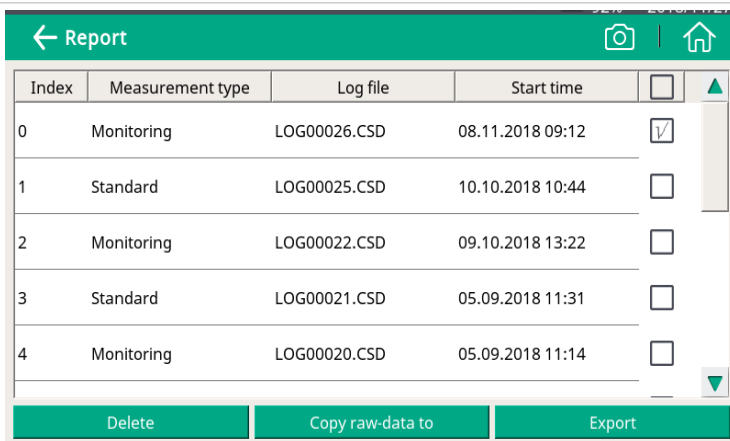 Report
Index Measurement type Log file Start time
0 Monitoring LOG00026.CSD 08.11.2018 09:12
1 Standard LOG00025.CSD 10.10.2018 10:44
2 Monitoring LOG00022.CSD 09.10.2018 13:22
3 Standard LOG00021.CSD 05.09.2018 11:31
4 Monitoring LOG00020.CSD 05.09.2018 11:14
Delete Copy raw-data to Export